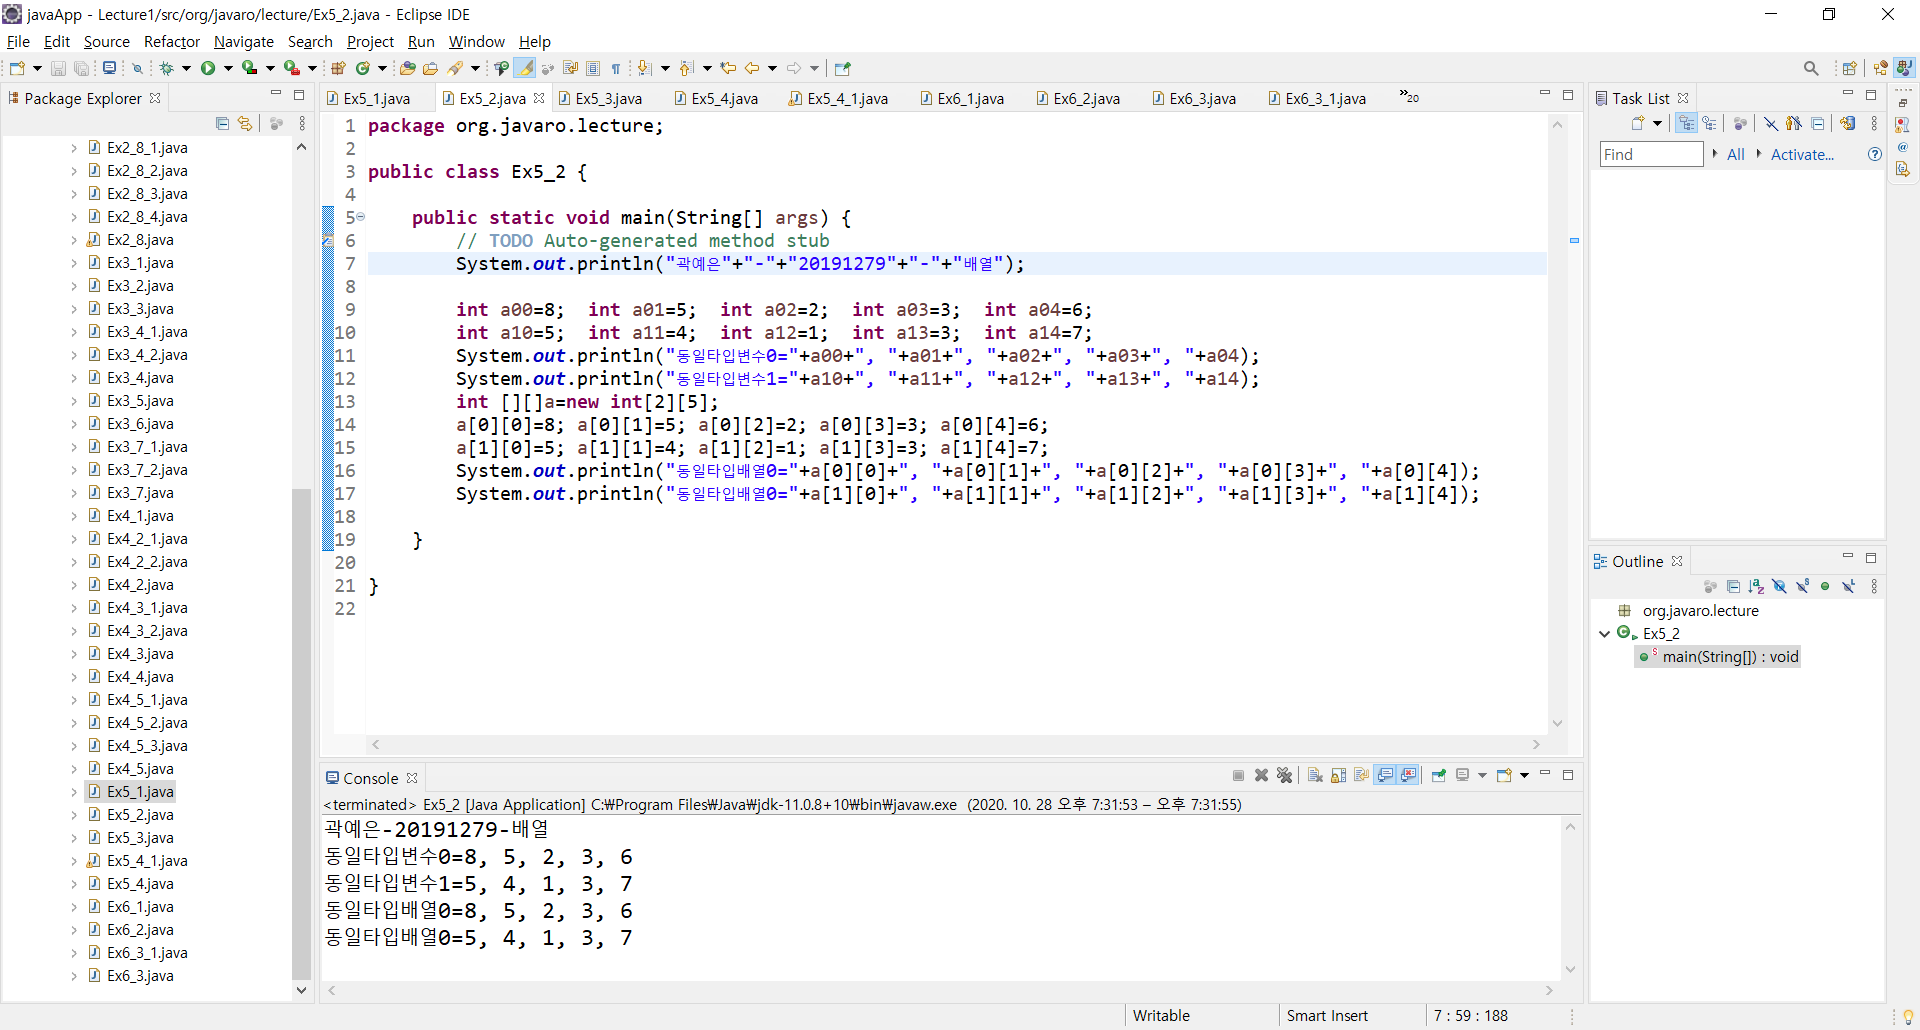 javaApp - Lecture1/src/org/javaro/lecture/Ex5_2.java - Eclipse IDE
File Edit Source Refactor Navigate Search Project Run Window Help
Package Explorer
Ex2_8_1.java
Ex2_8_2.java
Ex2_8_3.java
Ex2_8_4.java
Ex2_8.java
Ex3_1.java
Ex3_2.java
Ex3_3.java
Ex3_4_1.java
Ex3_4_2.java
Ex3_4.java
Ex3_5.java
Ex3_6.java
Ex3_7_1.java
Ex3_7_2.java
Ex3_7.java
Ex4_1.java
Ex4_2_1.java
Ex4_2_2.java
Ex4_2.java
Ex4_3_1.java
Ex4_3_2.java
Ex4_3.java
Ex4_4.java
Ex4_5_1.java
Ex4_5_2.java
Ex4_5_3.java
Ex4_5.java
Ex5_1.java
Ex5_2.java
Ex5_3.java
Ex5_4_1.java
Ex5_4.java
Ex6_1.java
Ex6_2.java
Ex6_3_1.java
Ex6_3.java
Ex5_1.java Ex5_2.java Ex5_3.java Ex5_4.java Ex5_4_1.java Ex6_1.java Ex6_2.java Ex6_3.java Ex6_3_1.java »20
1 package org.javaro.lecture;
2
3 public class Ex5_2 {
4
5 public static void main(String[] args) {
6 // TODO Auto-generated method stub
7 System.out.println("곽예은"+"-"+"20191279"+"-"+"배열");
8
9 int a00=8; int a01=5; int a02=2; int a03=3; int a04=6;
10 int a10=5; int a11=4; int a12=1; int a13=3; int a14=7;
11 System.out.println("동일타입변수0="+a00+", "+a01+", "+a02+", "+a03+", "+a04);
12 System.out.println("동일타입변수1="+a10+", "+a11+", "+a12+", "+a13+", "+a14);
13 int [][]a=new int[2][5];
14 a[0][0]=8; a[0][1]=5; a[0][2]=2; a[0][3]=3; a[0][4]=6;
15 a[1][0]=5; a[1][1]=4; a[1][2]=1; a[1][3]=3; a[1][4]=7;
16 System.out.println("동일타입배열0="+a[0][0]+", "+a[0][1]+", "+a[0][2]+", "+a[0][3]+", "+a[0][4]);
17 System.out.println("동일타입배열0="+a[1][0]+", "+a[1][1]+", "+a[1][2]+", "+a[1][3]+", "+a[1][4]);
18
19 }
20
21 }
22
Console
<terminated> Ex5_2 [Java Application] C:₩Program Files₩Java₩jdk-11.0.8+10₩bin₩javaw.exe (2020. 10. 28 오후 7:31:53 – 오후 7:31:55)
곽예은-20191279-배열
동일타입변수0=8, 5, 2, 3, 6
동일타입변수1=5, 4, 1, 3, 7
동일타입배열0=8, 5, 2, 3, 6
동일타입배열0=5, 4, 1, 3, 7
Task List
Find All Activate...
Outline
org.javaro.lecture
Ex5_2
main(String[]) : void
Writable Smart Insert 7 : 59 : 188